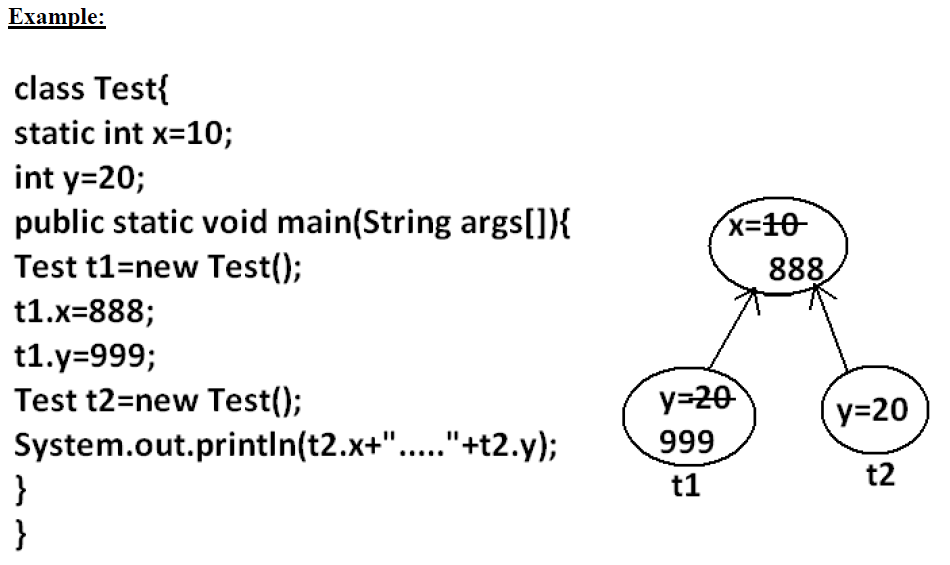 Example:
class Test{
static int x=10;
int y=20;
public static void main(String args[]){
Test t1=new Test();
t1.x=888;
t1.y=999;
Test t2=new Test();
System.out.println(t2.x+"....."+t2.y);
}
}
x=10
888
y=20
999
t1
y=20
t2